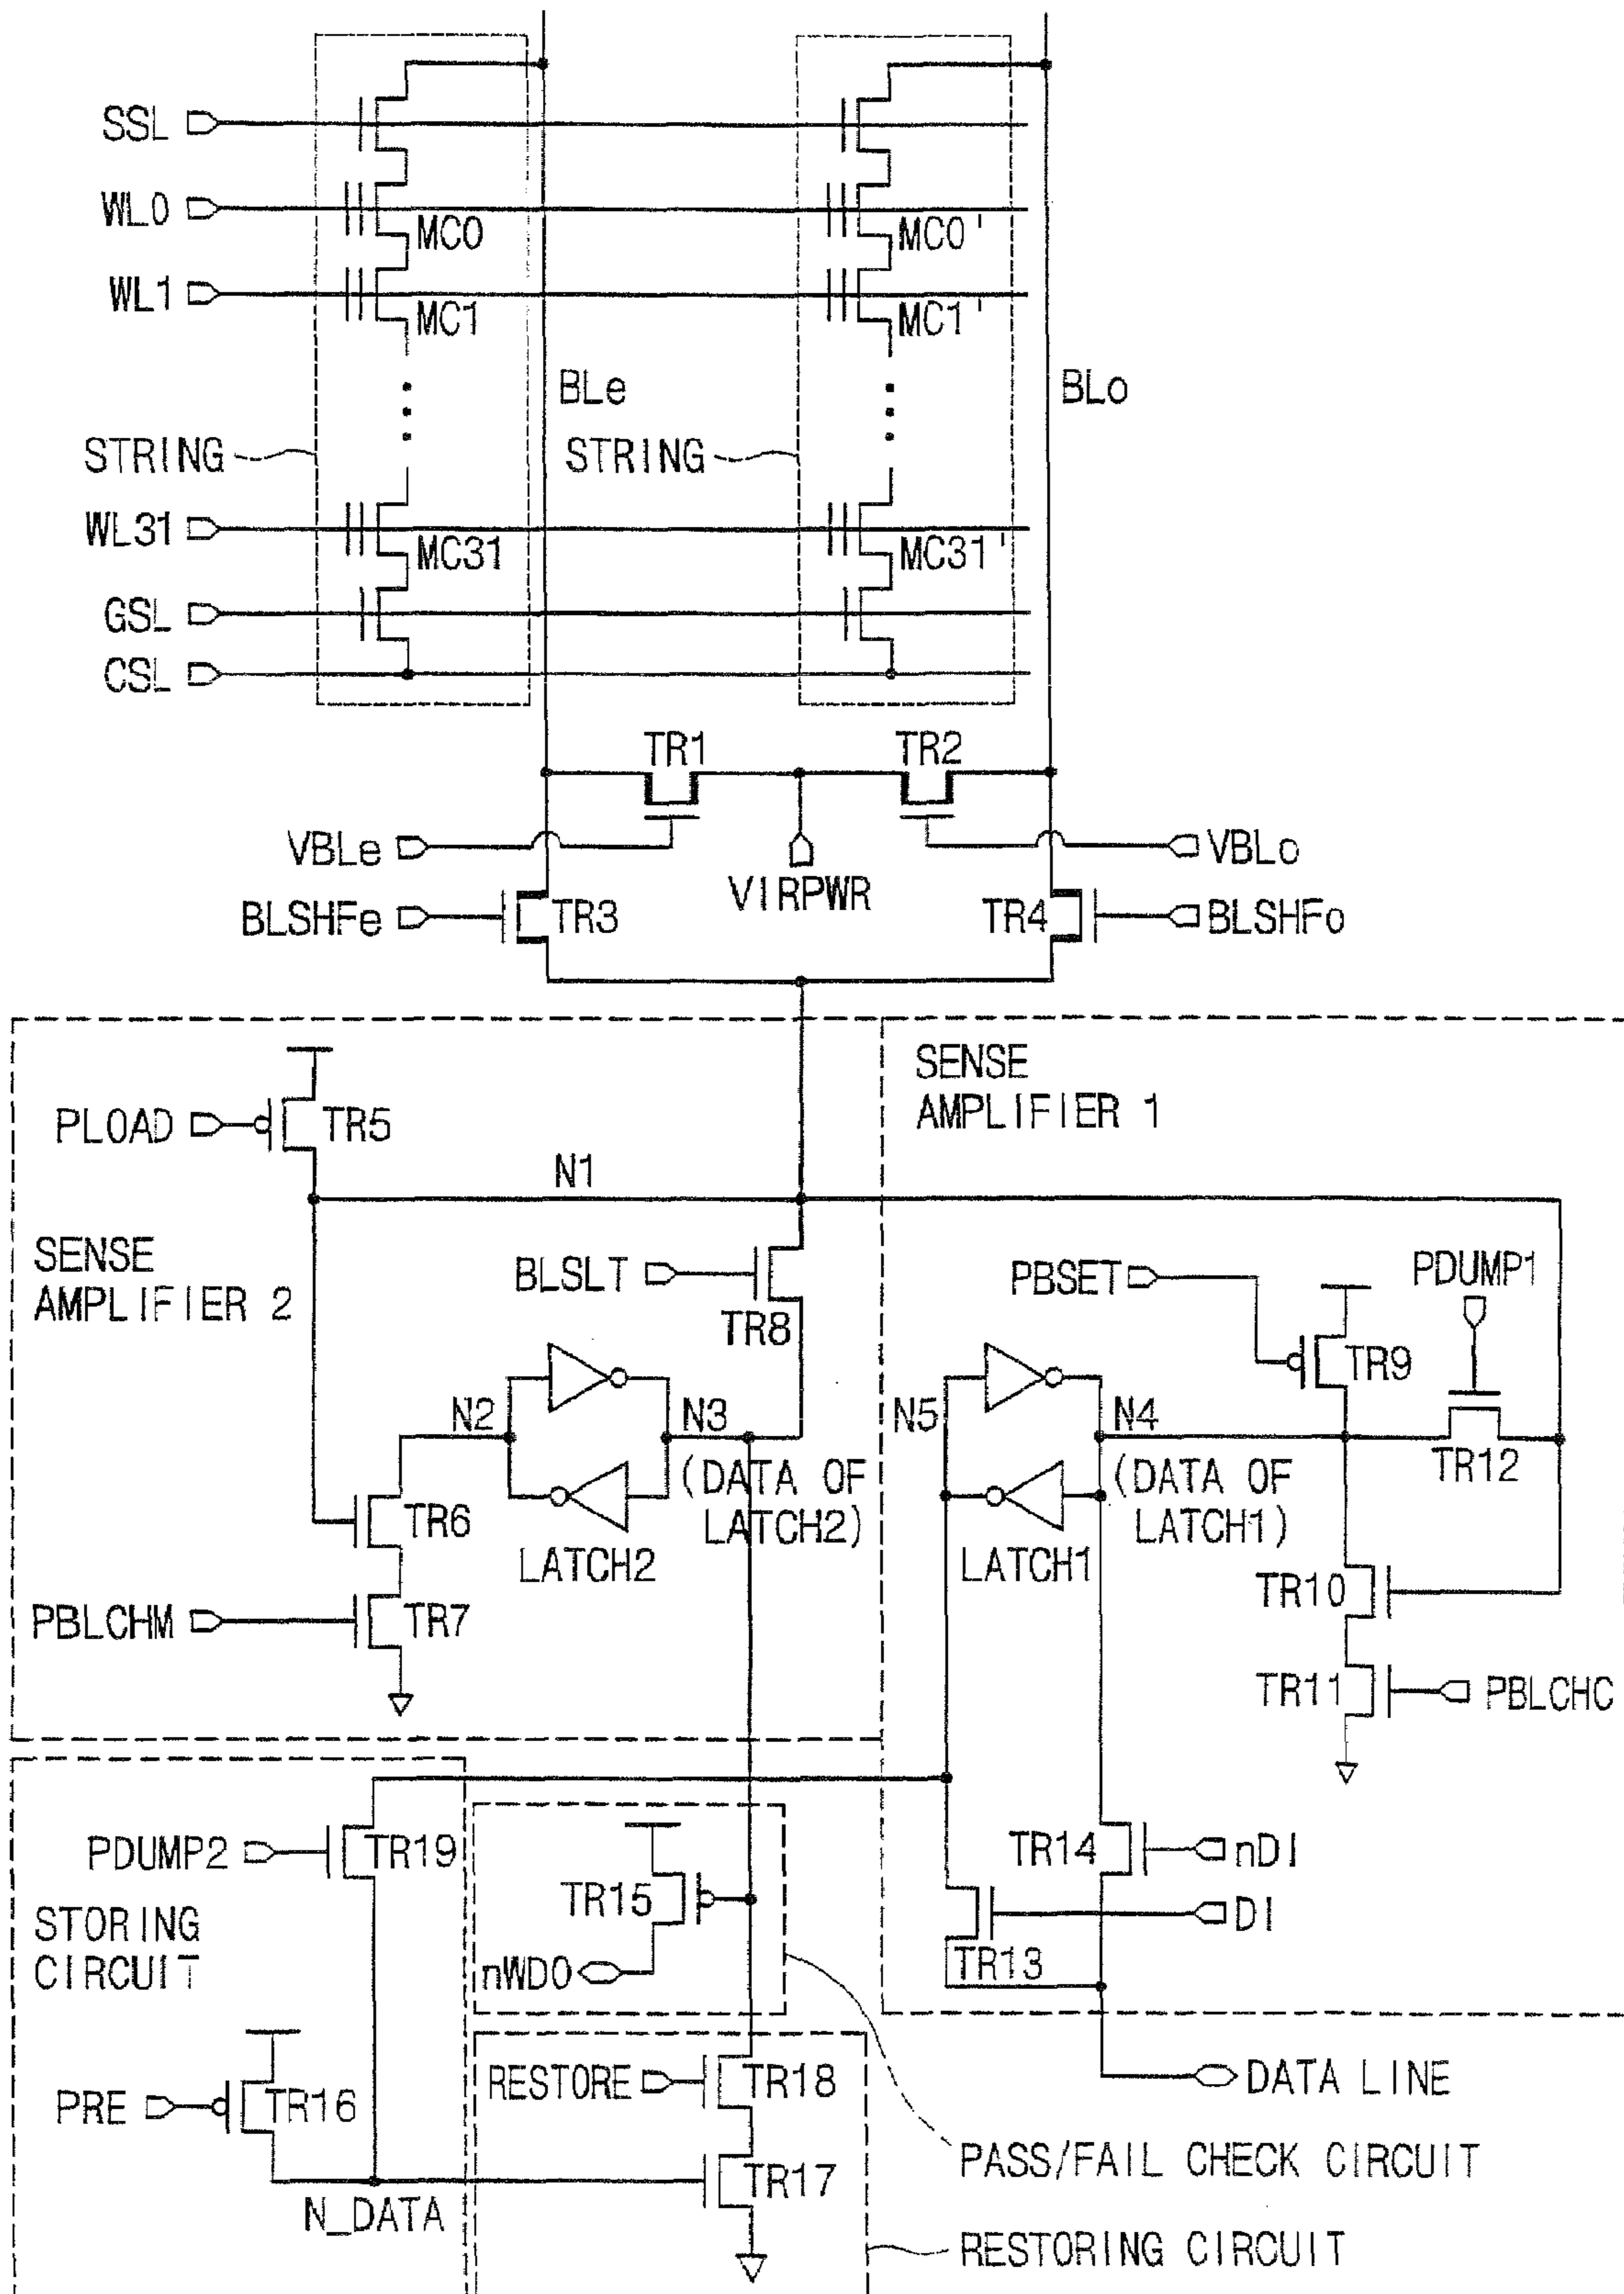 SSL
WL0
MC0
MC0'
WL1
MC1
MC1'
BLe
BLo
STRING
STRING
WL31
MC31
MC31'
GSL
CSL
TR1
TR2
VBLe
VBLo
VIRPWR
BLSHFe
TR3
TR4
BLSHFo
SENSE
AMPLIFIER 1
PLOAD
TR5
N1
SENSE
AMPLIFIER 2
BLSLT
TR8
PBSET
PDUMP1
TR9
N2
N3
N5
N4
TR12
(DATA OF
LATCH2)
(DATA OF
LATCH1)
TR6
LATCH2
LATCH1
TR10
PBLCHM
TR7
TR11
PBLCHC
PDUMP2
TR19
TR14
nDI
TR15
DI
STORING
CIRCUIT
nWDO
TR13
RESTORE
TR18
DATA LINE
PRE
TR16
PASS/FAIL CHECK CIRCUIT
TR17
N_DATA
RESTORING CIRCUIT